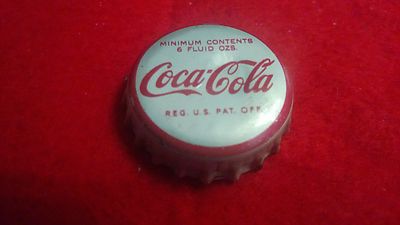 MINIMUM CONTENTS
6 FLUID OZS.
Coca-Cola
REG. U.S. PAT. OFF.